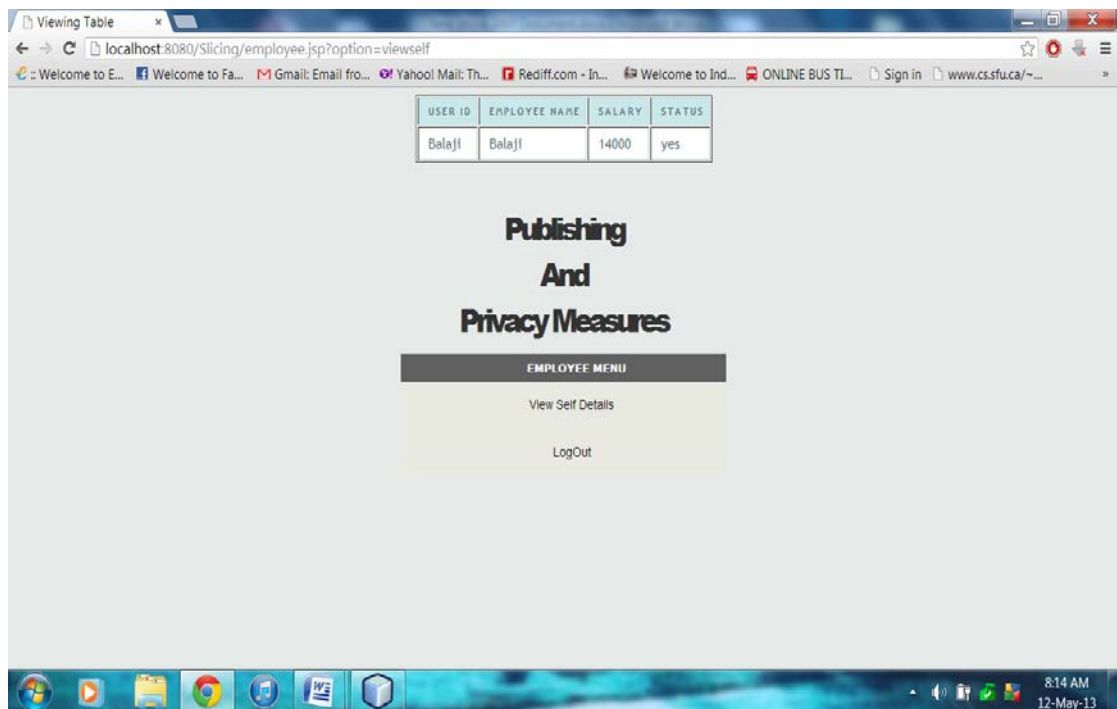 Viewing Table
localhost:8080/Slicing/employee.jsp?option=viewself
:: Welcome to E... Welcome to Fa... Gmail: Email fro... Yahoo! Mail: Th... Rediff.com - In... Welcome to Ind... ONLINE BUS TI... Sign in www.cs.sfu.ca/~...
USER ID EMPLOYEE NAME SALARY STATUS
Balaji Balaji 14000 yes
Publishing
And
Privacy Measures
EMPLOYEE MENU
View Self Details
LogOut
8:14 AM
12-May-13